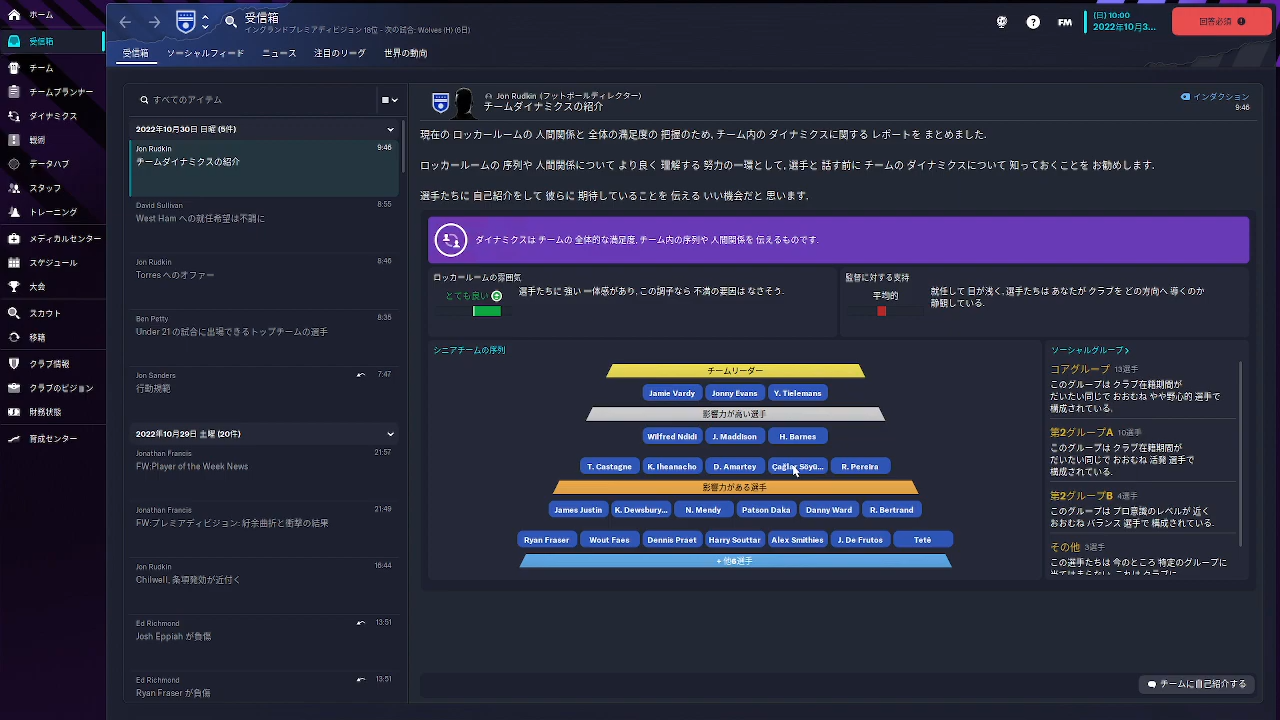 ホーム
受信箱
チーム
チームプランナー
ダイナミクス
戦術
データハブ
スタッフ
トレーニング
メディカルセンター
スケジュール
大会
スカウト
移籍
クラブ情報
クラブのビジョン
財務状態
育成センター
受信箱
イングランドプレミアディビジョン 18位 - 次の試合: Wolves (H) (6日)
FM
(日) 10:00
2022年10月3...
回答必須
受信箱 ソーシャルフィード ニュース 注目のリーグ 世界の動向
すべてのアイテム
2022年10月30日 日曜 (5件)
Jon Rudkin 9:46
チームダイナミクスの紹介
David Sullivan 8:55
West Ham への就任希望は不調に
Jon Rudkin 8:46
Torres へのオファー
Ben Petty 8:35
Under 21 の試合に出場できるトップチームの選手
Jon Sanders 7:47
行動規範
2022年10月29日 土曜 (20件)
Jonathan Francis 21:57
FW:Player of the Week News
Jonathan Francis 21:49
FW:プレミアディビジョン: 紆余曲折と衝撃の結果
Jon Rudkin 16:44
Chilwell, 条項発効が近付く
Ed Richmond 13:51
Josh Eppiah が負傷
Ed Richmond 13:51
Ryan Fraser が負傷
Jon Rudkin (フットボールディレクター)
チームダイナミクスの紹介
インダクション
9:46
現在の ロッカールームの 人間関係と 全体の満足度の 把握のため, チーム内の ダイナミクスに関する レポートを まとめました.
ロッカールームの 序列や 人間関係について より良く 理解する 努力の一環として, 選手と 話す前に チームの ダイナミクスについて 知っておくことを お勧めします.
選手たちに 自己紹介をして 彼らに 期待していることを 伝える いい機会だと 思います.
ダイナミクスは チームの 全体的な満足度, チーム内の序列や 人間関係を 伝えるものです.
ロッカールームの雰囲気
とても良い
選手たちに 強い 一体感があり, この調子なら 不満の要因は なさそう.
監督に対する支持
平均的
就任して 日が浅く, 選手たちは あなたが クラブを どの方向へ 導くのか
静観している.
シニアチームの序列
チームリーダー
Jamie Vardy Jonny Evans Y. Tielemans
影響力が高い選手
Wilfred Ndidi J. Maddison H. Barnes
T. Castagne K. Iheanacho D. Amartey Çağlar Söyü... R. Pereira
影響力がある選手
James Justin K. Dewsbury... N. Mendy Patson Daka Danny Ward R. Bertrand
Ryan Fraser Wout Faes Dennis Praet Harry Souttar Alex Smithies J. De Frutos Tetê
+ 他6選手
ソーシャルグループ
コアグループ 13選手
このグループは クラブ在籍期間が
だいたい同じで おおむね やや野心的 選手で
構成されている.
第2グループA 10選手
このグループは クラブ在籍期間が
だいたい同じで おおむね 活発 選手で
構成されている.
第2グループB 4選手
このグループは プロ意識のレベルが 近く
おおむね バランス 選手で 構成されている.
その他 3選手
この選手たちは 今のところ 特定のグループに
チームに自己紹介する